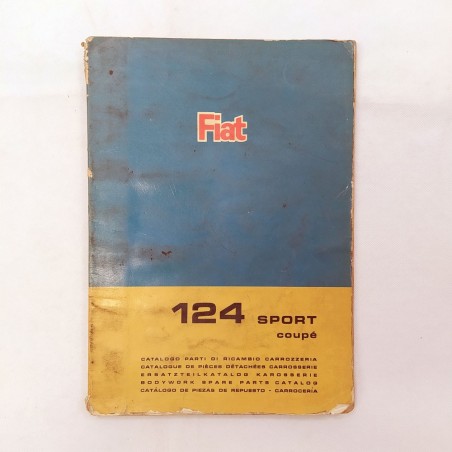 Fiat
124 SPORT
coupé
CATALOGO PARTI DI RICAMBIO CARROZZERIA
CATALOGUE DE PIÈCES DÉTACHÉES CARROSSERIE
ERSATZTEILKATALOG KAROSSERIE
BODYWORK SPARE PARTS CATALOG
CATÁLOGO DE PIEZAS DE REPUESTO - CARROCERÍA